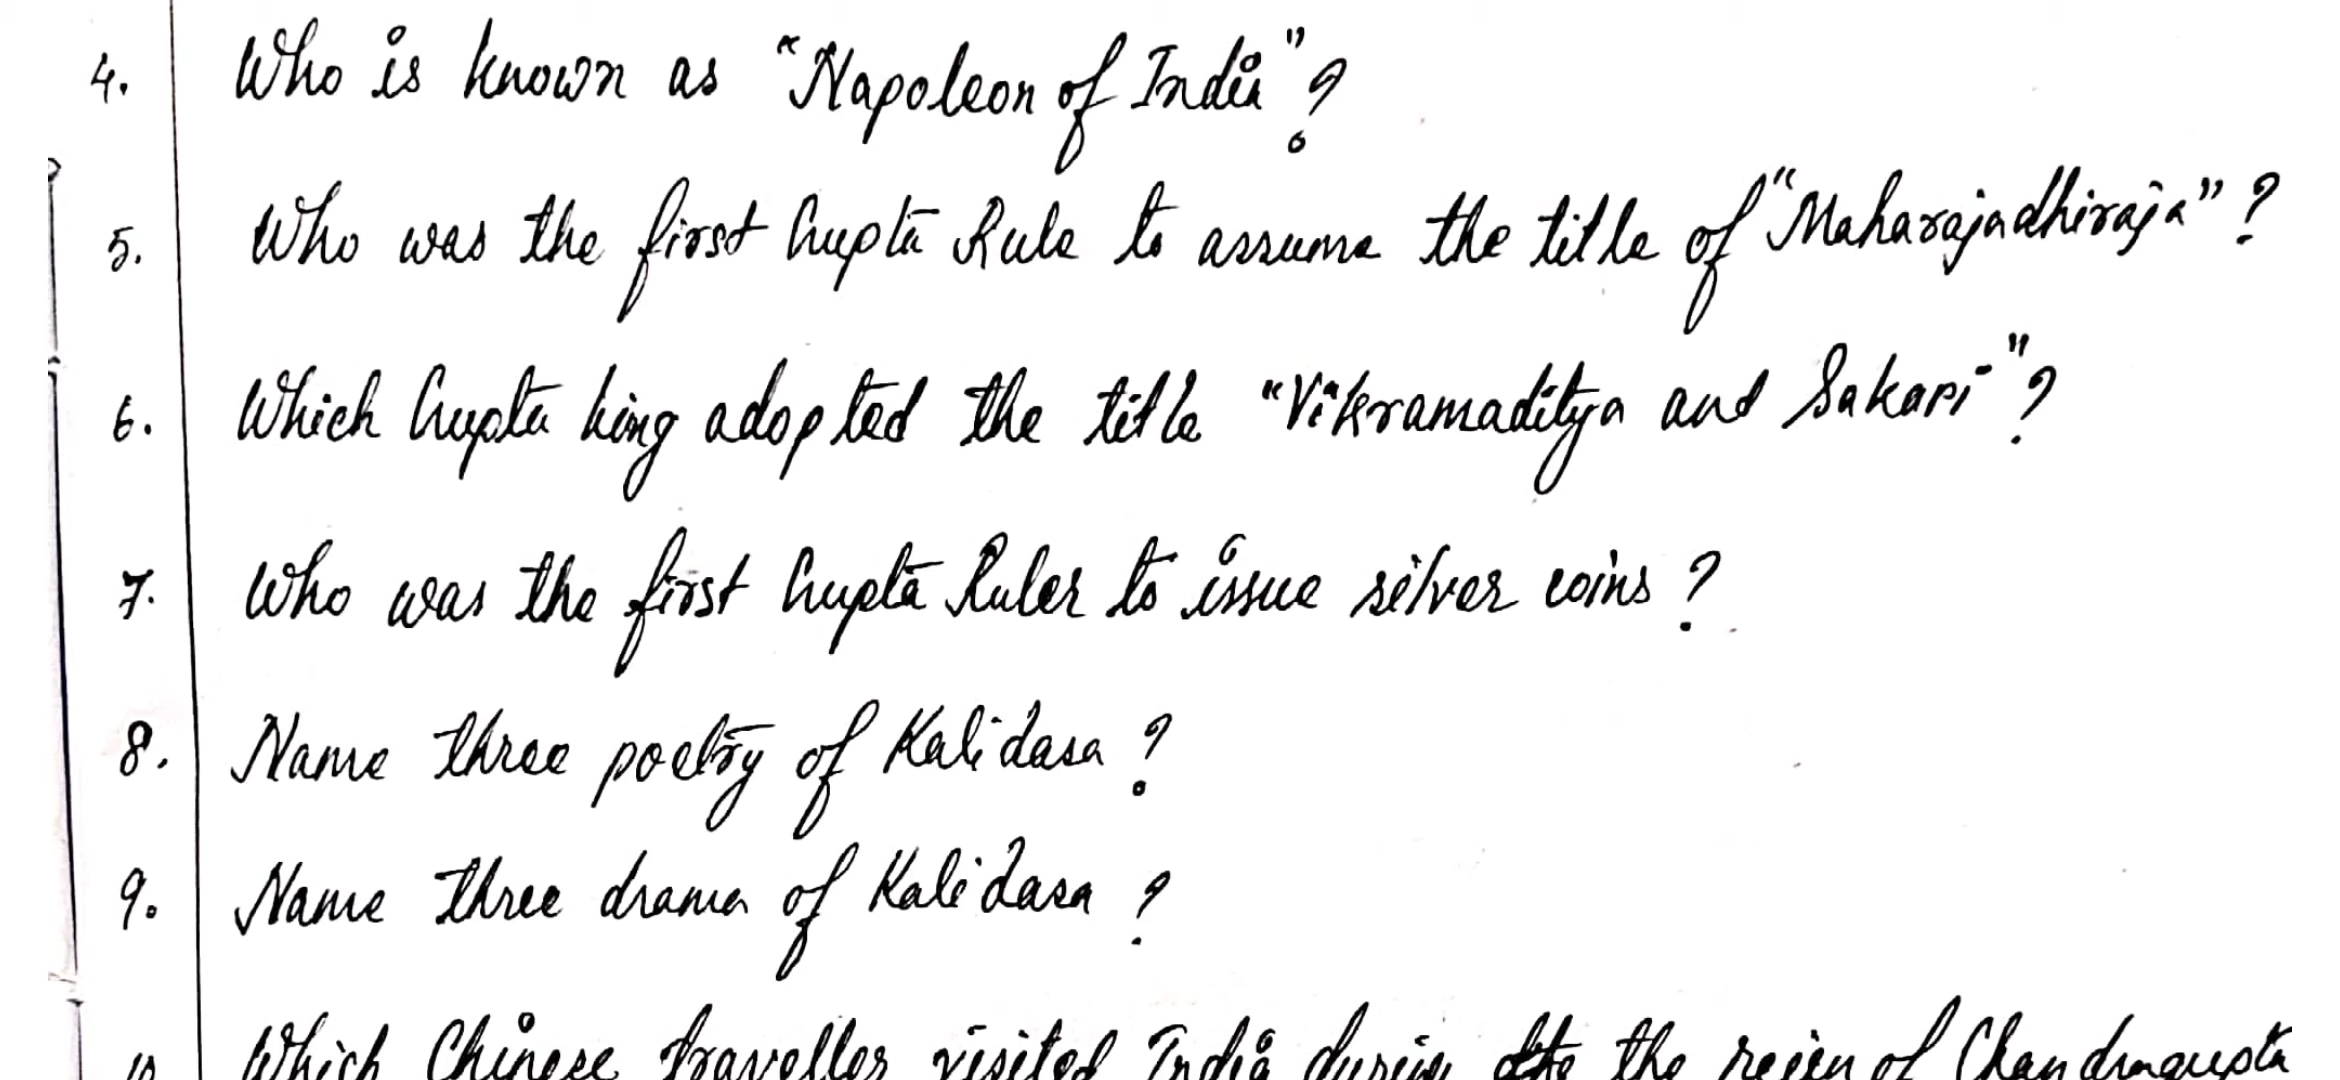 4. Who is known as "Napoleon of India"?
5. Who was the first Gupta Rule to assume the title of "Maharajadhiraja"?
6. Which Gupta king adopted the title "Vikramaditya and Sakari"?
7. Who was the first Gupta Ruler to issue silver coins?
8. Name three poetry of Kalidasa?
9. Name three drama of Kalidasa?
10 Which Chinese traveller visited India during the reign of Chandragupta